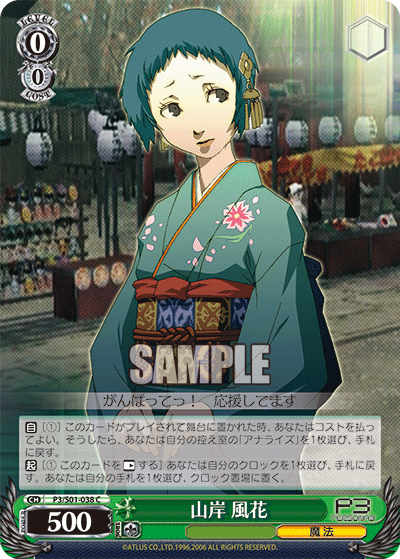 LEVEL
0
0
COST
SAMPLE
がんばってっ！　応援してます
自 [①] このカードがプレイされて舞台に置かれた時、あなたはコストを払ってよい。そうしたら、あなたは自分の控え室の「アナライズ」を1枚選び、手札に戻す。
起 [①] このカードを する] あなたは自分のクロックを1枚選び、手札に戻し、あなたは自分の手札を1枚選び、クロック置場に置く。
CH P3/S01-038 C
500
山岸 風花
P3
魔法
©ATLUS CO.,LTD.1996,2006 ALL RIGHTS RESERVED.